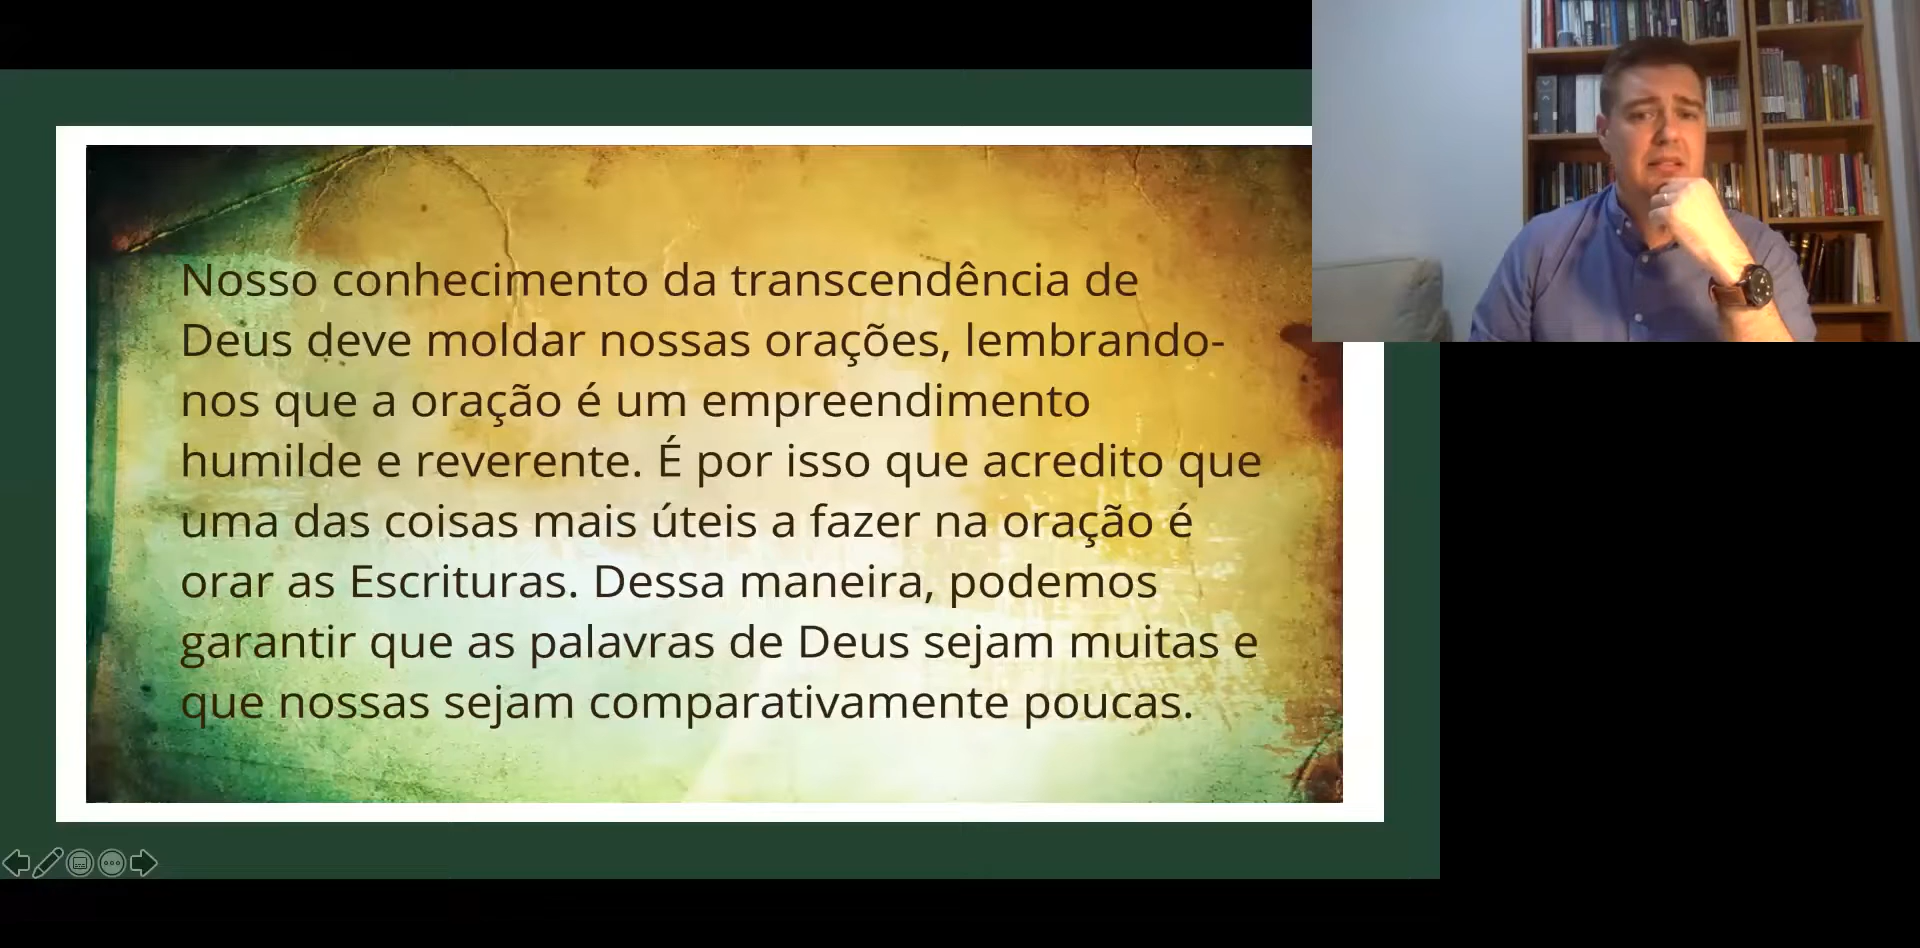 Nosso conhecimento da transcendência de
Deus deve moldar nossas orações, lembrando-
nos que a oração é um empreendimento
humilde e reverente. É por isso que acredito que
uma das coisas mais úteis a fazer na oração é
orar as Escrituras. Dessa maneira, podemos
garantir que as palavras de Deus sejam muitas e
que nossas sejam comparativamente poucas.